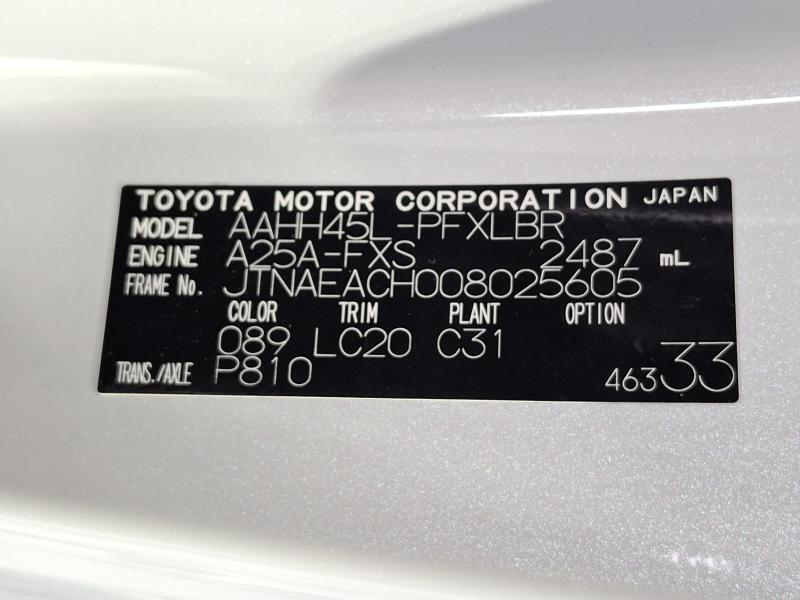 TOYOTA MOTOR CORPORATION JAPAN
MODEL AAHH45L-PFXLBR
ENGINE A25A-FXS 2487 mL
FRAME No. JTNAEACH008025605
COLOR TRIM PLANT OPTION
089 LC20 C31
TRANS./AXLE P810 46333